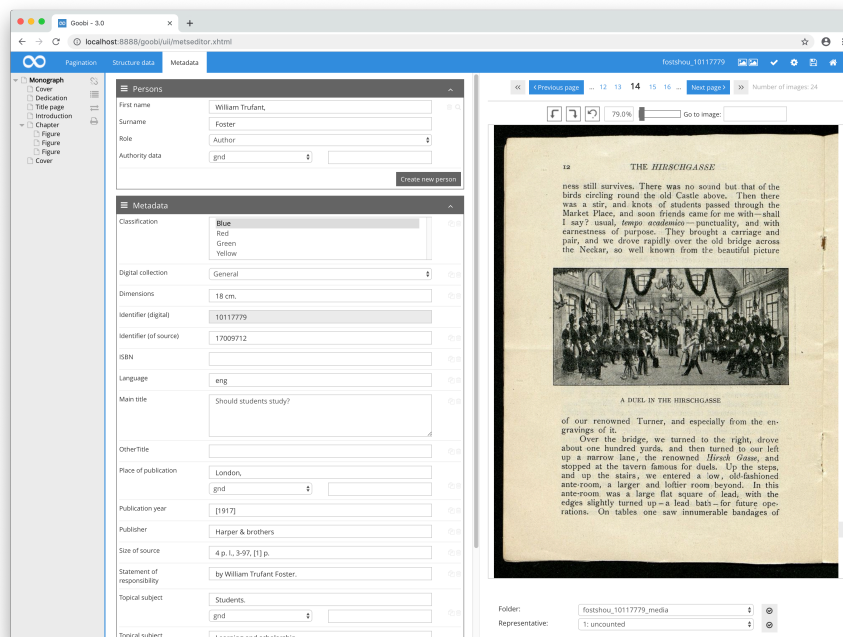 Goobi - 3.0
localhost:8888/goobi/uii/metseditor.xhtml
Pagination
Structure data
Metadata
fostshou_10117779
Monograph
Cover
Dedication
Title page
Introduction
Chapter
Figure
Figure
Figure
Cover
Persons
First name
William Trufant,
Surname
Foster
Role
Author
Authority data
gnd
Create new person
Metadata
Classification
Blue
Red
Green
Yellow
Digital collection
General
Dimensions
18 cm.
Identifier (digital)
10117779
Identifier (of source)
17009712
ISBN
Language
eng
Main title
Should students study?
OtherTitle
Place of publication
London,
gnd
Publication year
[1917]
Publisher
Harper & brothers
Size of source
4 p. l., 3-97, [1] p.
Statement of
responsibility
by William Trufant Foster.
Topical subject
Students.
gnd
Topical subject
Learning and scholarship
Previous page ... 12 13 14 15 16 ... Next page Number of images: 24
79.0% Go to image:
12 THE HIRSCHGASSE
ness still survives. There was no sound but that of the
birds circling round the old Castle above. Then there
was a stir, and knots of students passed through the
Market Place, and soon friends came for me with—shall
I say? usual, tempo academico—punctuality, and with
earnestness of purpose. They brought a carriage and
pair, and we drove rapidly over the old bridge across
the Neckar, so well known from the beautiful picture
A DUEL IN THE HIRSCHGASSE
of our renowned Turner, and especially from the en-
gravings of it.
Over the bridge, we turned to the right, drove
about one hundred yards, and then turned to our left
up a narrow lane, the renowned Hirsch Gasse, and
stopped at the tavern famous for duels. Up the steps,
and up the stairs, we entered a low, old-fashioned
ante-room, a larger and loftier room beyond. In this
ante-room was a large flat square of lead, with the
edges slightly turned up—a lead bath—for future ope-
rations. On tables one saw innumerable bandages of
Folder:
fostshou_10117779_media
Representative:
1: uncounted